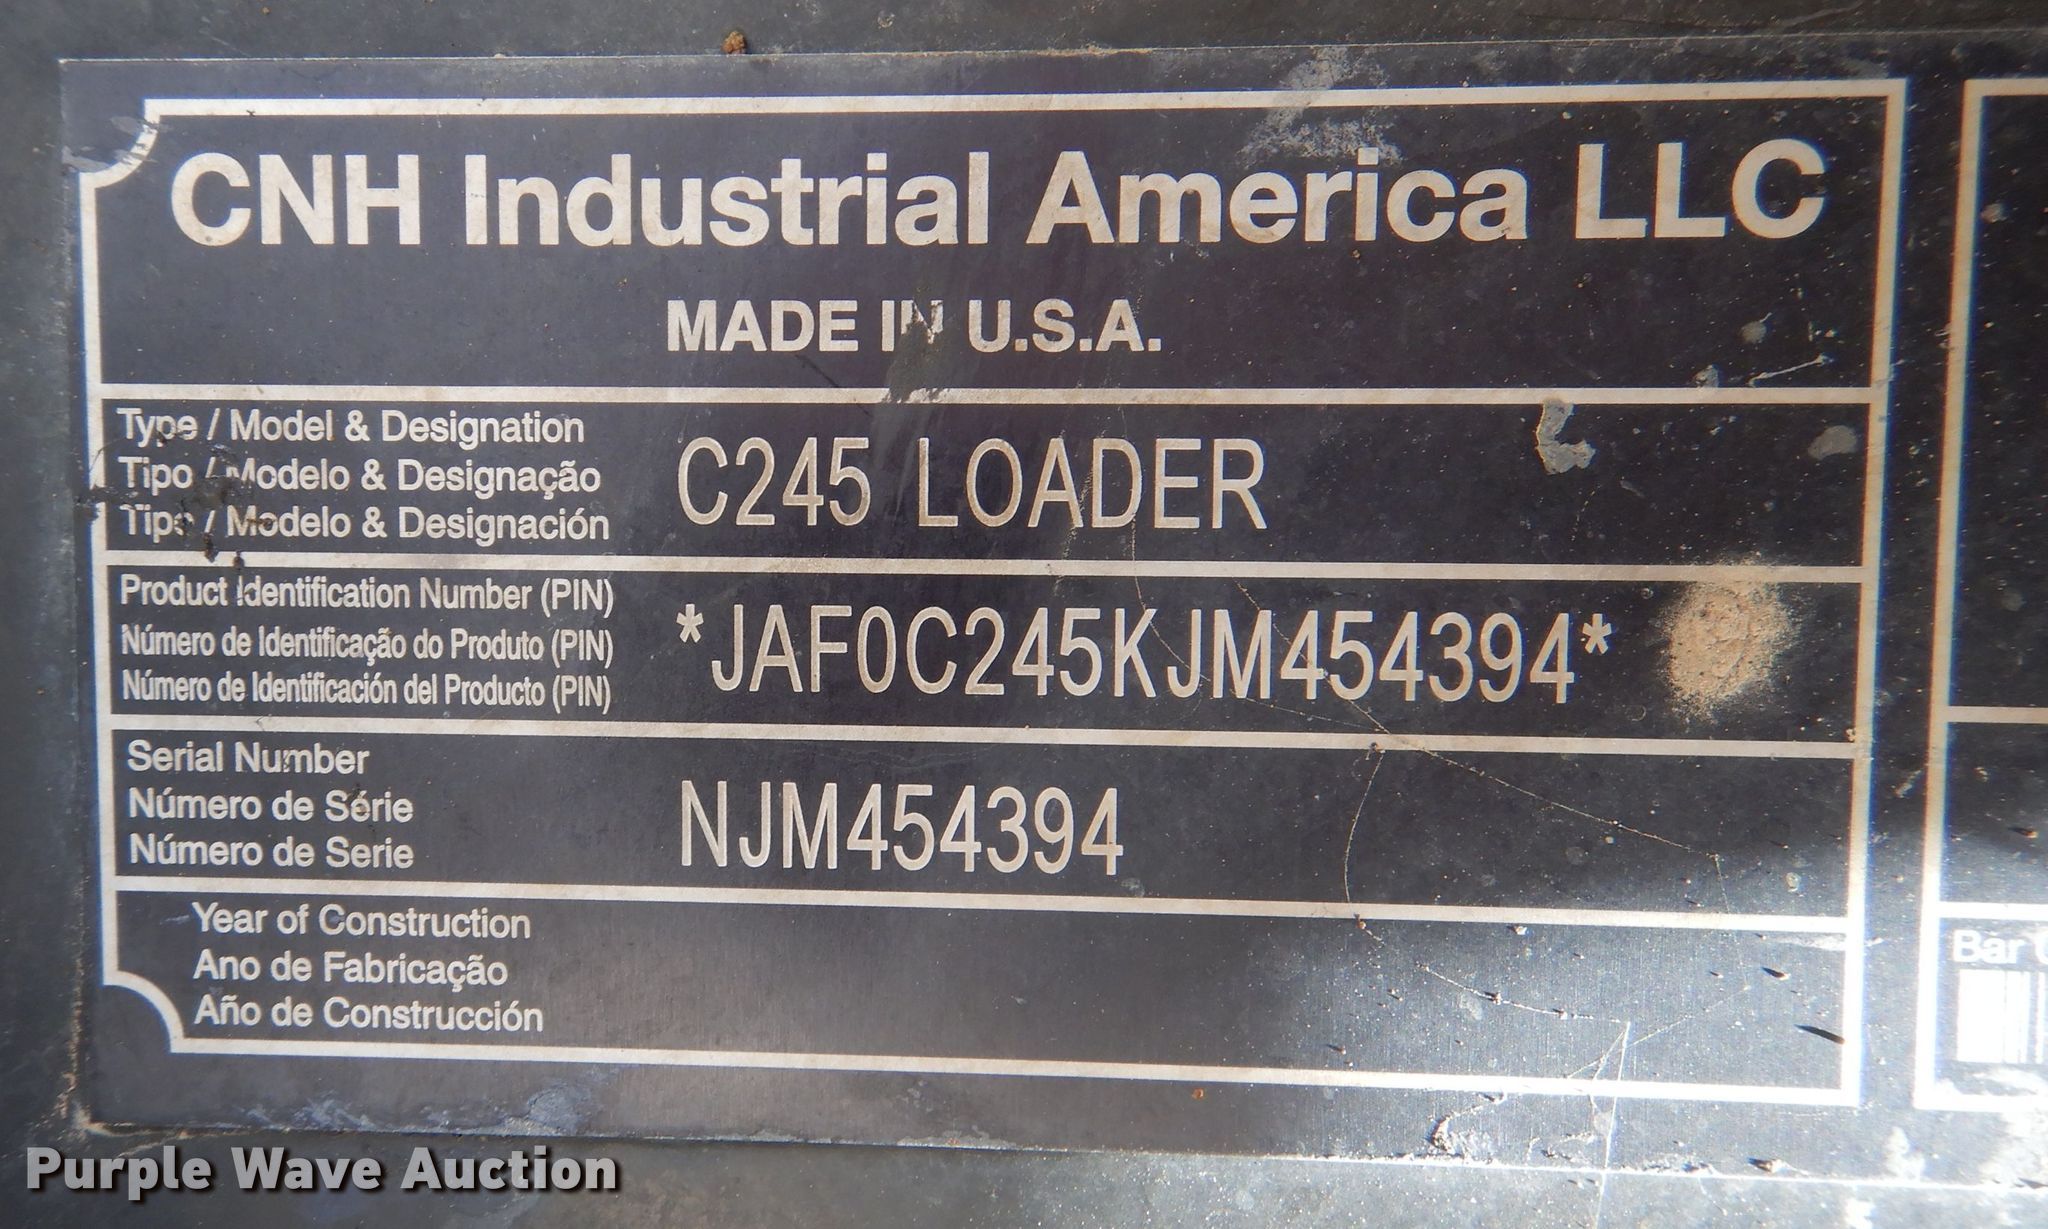 CNH Industrial America LLC
MADE IN U.S.A.
Type / Model & Designation
Tipo / Modelo & Designação
Tipo / Modelo & Designación
C245 LOADER
Product Identification Number (PIN)
Número de Identificação do Produto (PIN)
Número de Identificación del Producto (PIN)
*JAF0C245KJM454394*
Serial Number
Número de Série
Número de Serie
NJM454394
Year of Construction
Ano de Fabricação
Año de Construcción
Bar
Purple Wave Auction